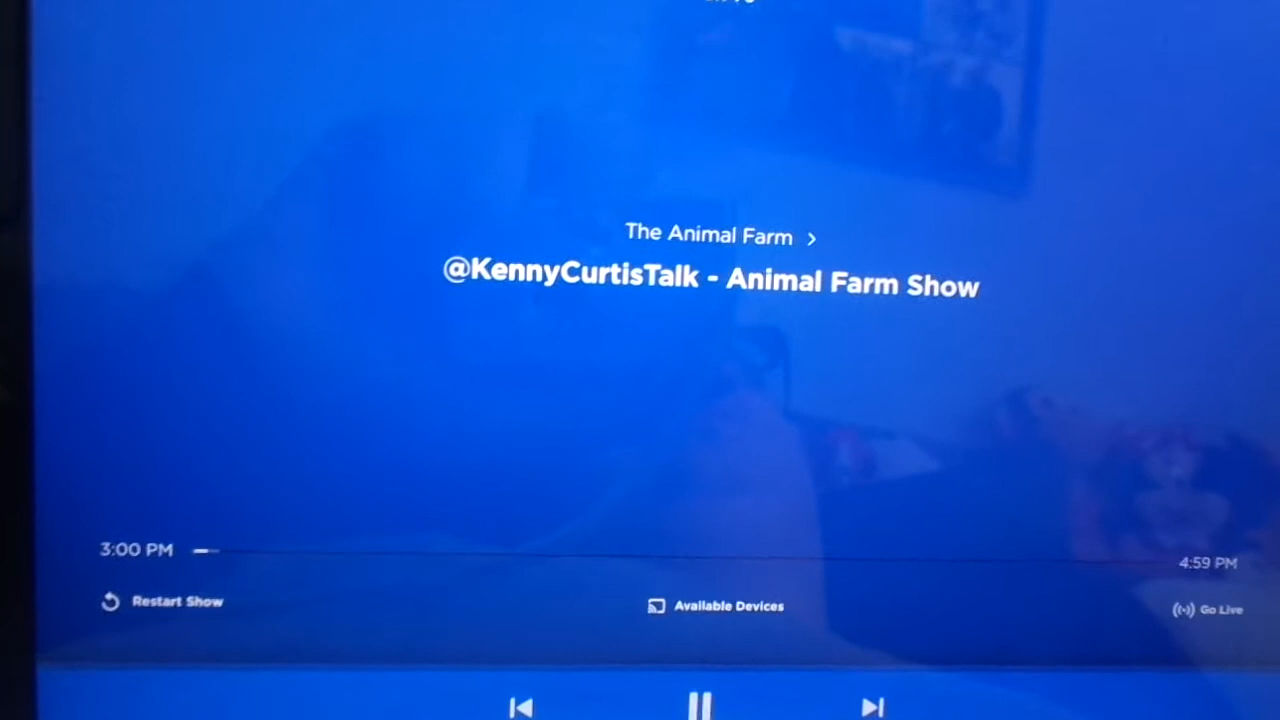 The Animal Farm >
@KennyCurtisTalk - Animal Farm Show
3:00 PM
4:59 PM
Restart Show
Available Devices
Go Live